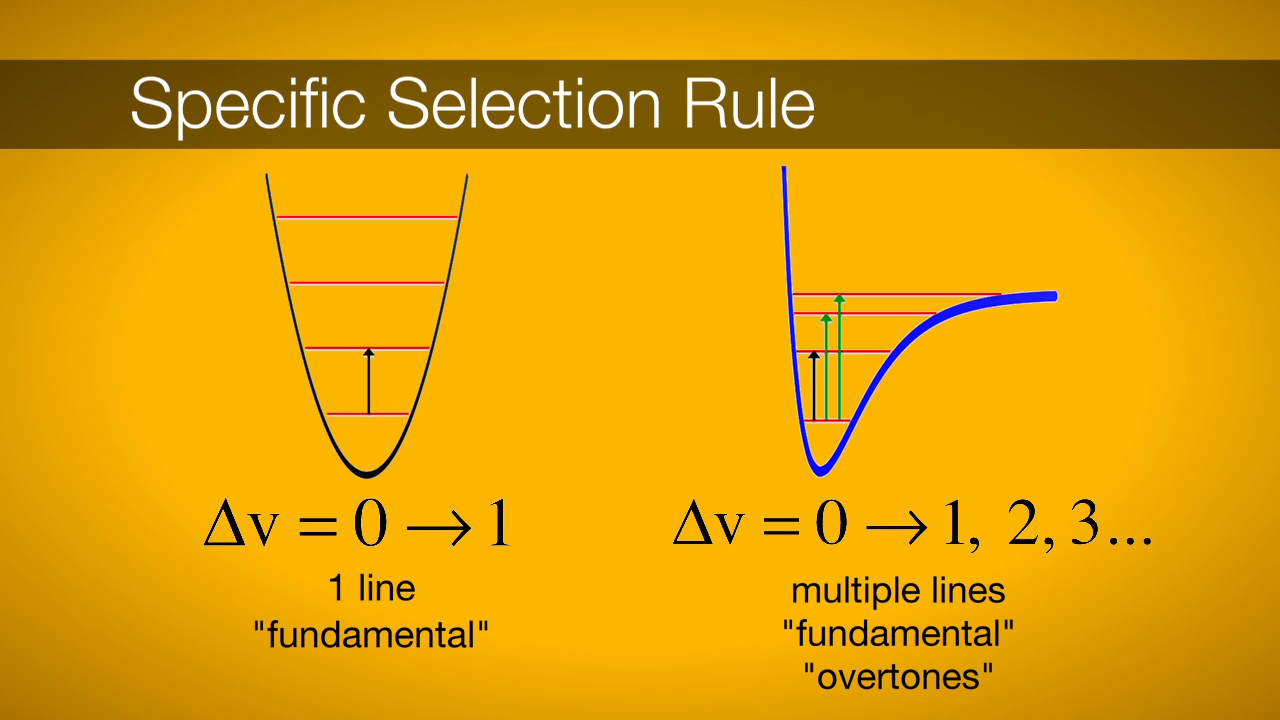 Specific Selection Rule
Δv = 0 → 1
1 line
"fundamental"
Δv = 0 → 1, 2, 3...
multiple lines
"fundamental"
"overtones"